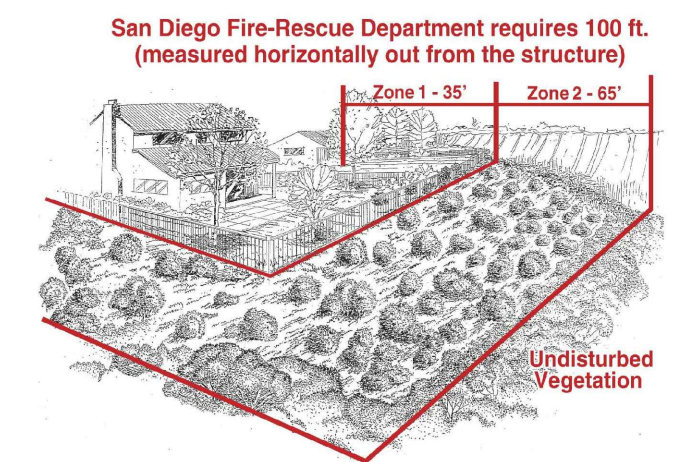 San Diego Fire-Rescue Department requires 100 ft.
(measured horizontally out from the structure)
Zone 1 - 35'
Zone 2 - 65'
Undisturbed
Vegetation